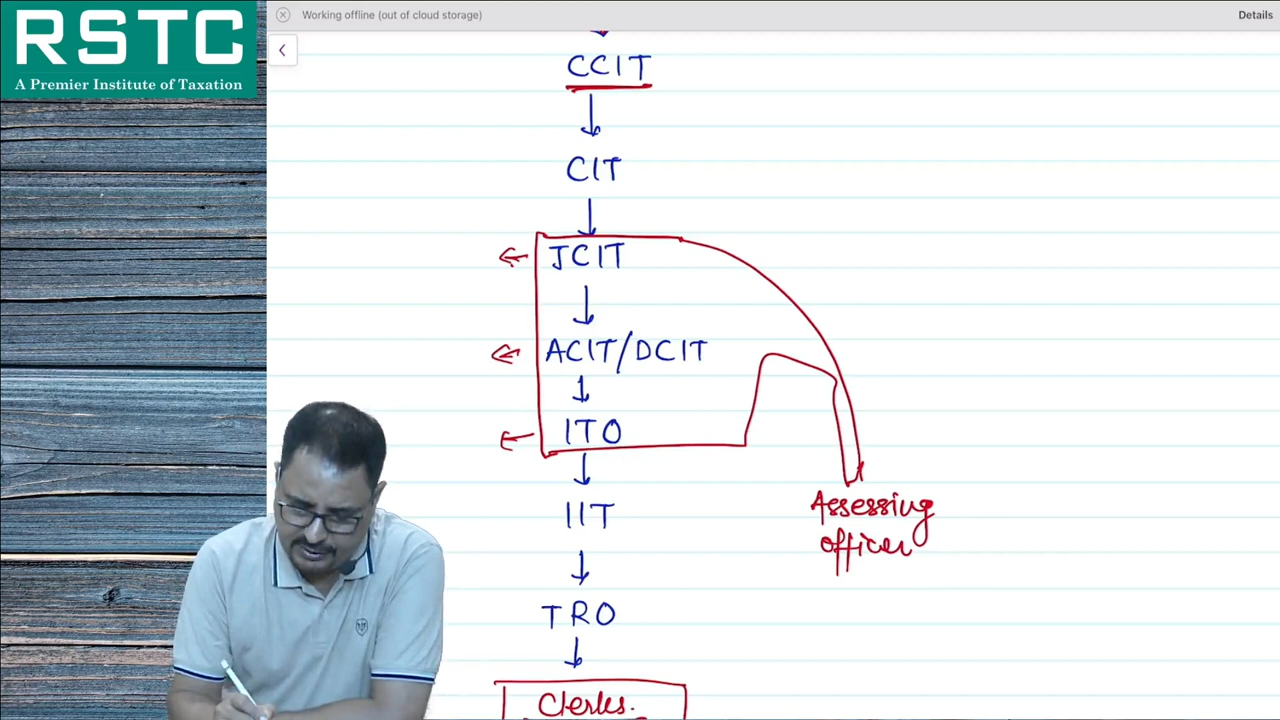 RSTC
A Premier Institute of Taxation
Working offline (out of cloud storage)
Details
CCIT
CIT
JCIT
ACIT/DCIT
ITO
IIT
TRO
Clerks.
Assessing
officer